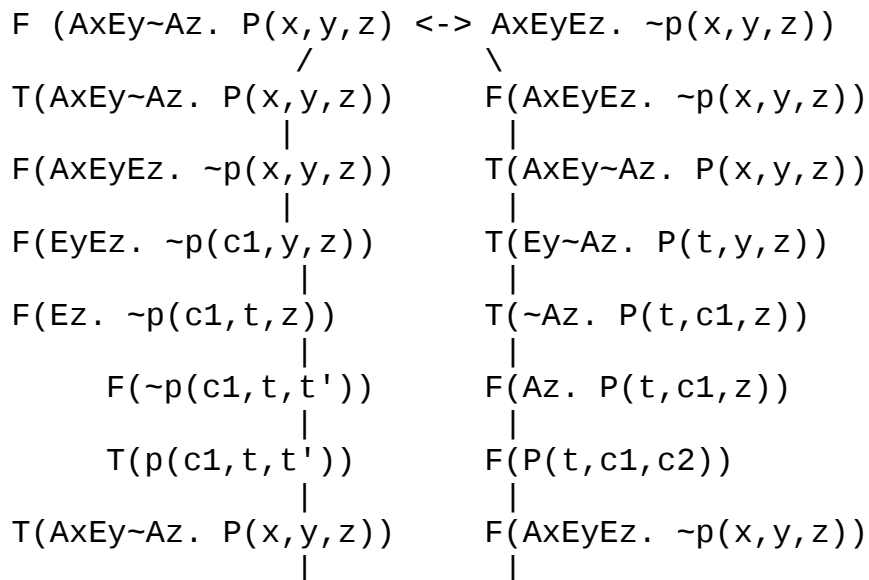 F (AxEy~Az. P(x,y,z) <-> AxEyEz. ~p(x,y,z))
/ \
T(AxEy~Az. P(x,y,z)) F(AxEyEz. ~p(x,y,z))
| |
F(AxEyEz. ~p(x,y,z)) T(AxEy~Az. P(x,y,z))
| |
F(EyEz. ~p(c1,y,z)) T(Ey~Az. P(t,y,z))
| |
F(Ez. ~p(c1,t,z)) T(~Az. P(t,c1,z))
| |
F(~p(c1,t,t')) F(Az. P(t,c1,z))
| |
T(p(c1,t,t')) F(P(t,c1,c2))
| |
T(AxEy~Az. P(x,y,z)) F(AxEyEz. ~p(x,y,z))
| |